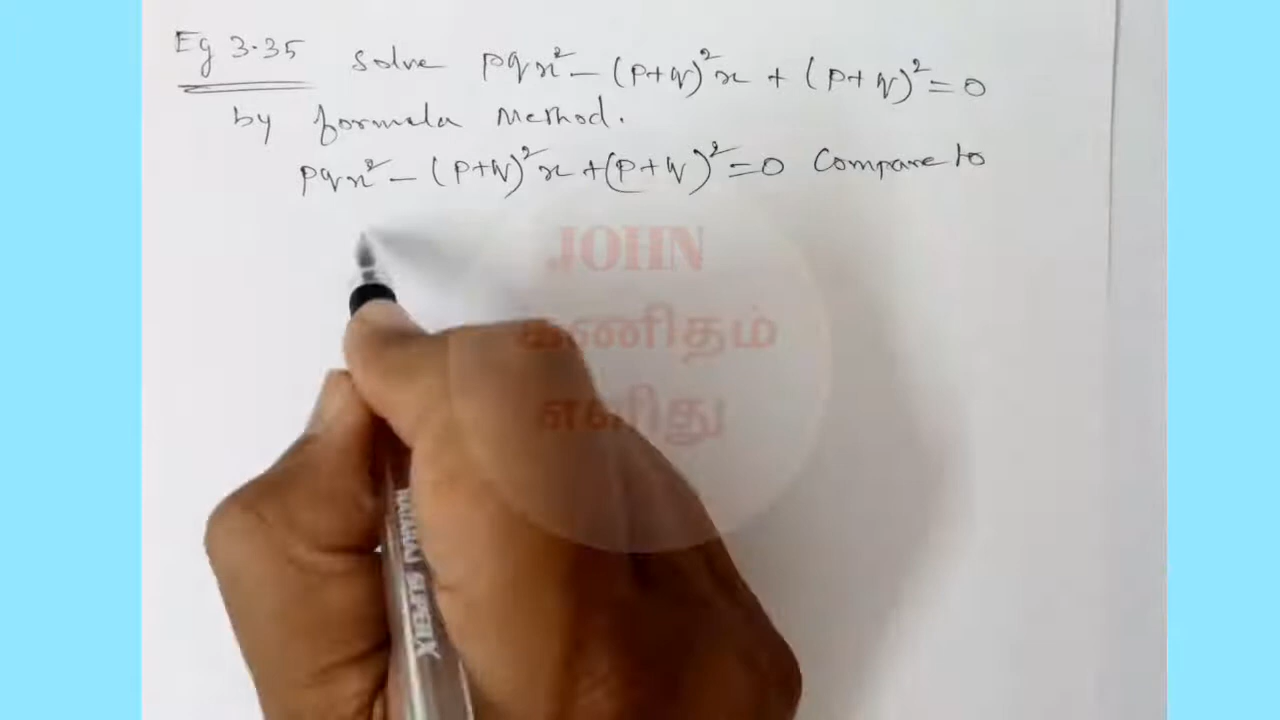 Eg 3.35 Solve pqx² - (p+q)²x + (p+q)² = 0
by formula Method.
pqx² - (p+q)²x + (p+q)² = 0 Compare to
JOHN
கணிதம்
எளிது